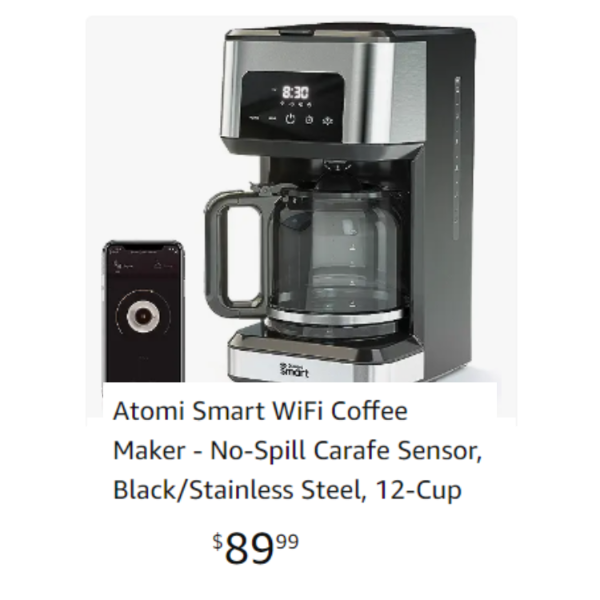 8:30
atomi
smart
Atomi Smart WiFi Coffee
Maker - No-Spill Carafe Sensor,
Black/Stainless Steel, 12-Cup
$89 99